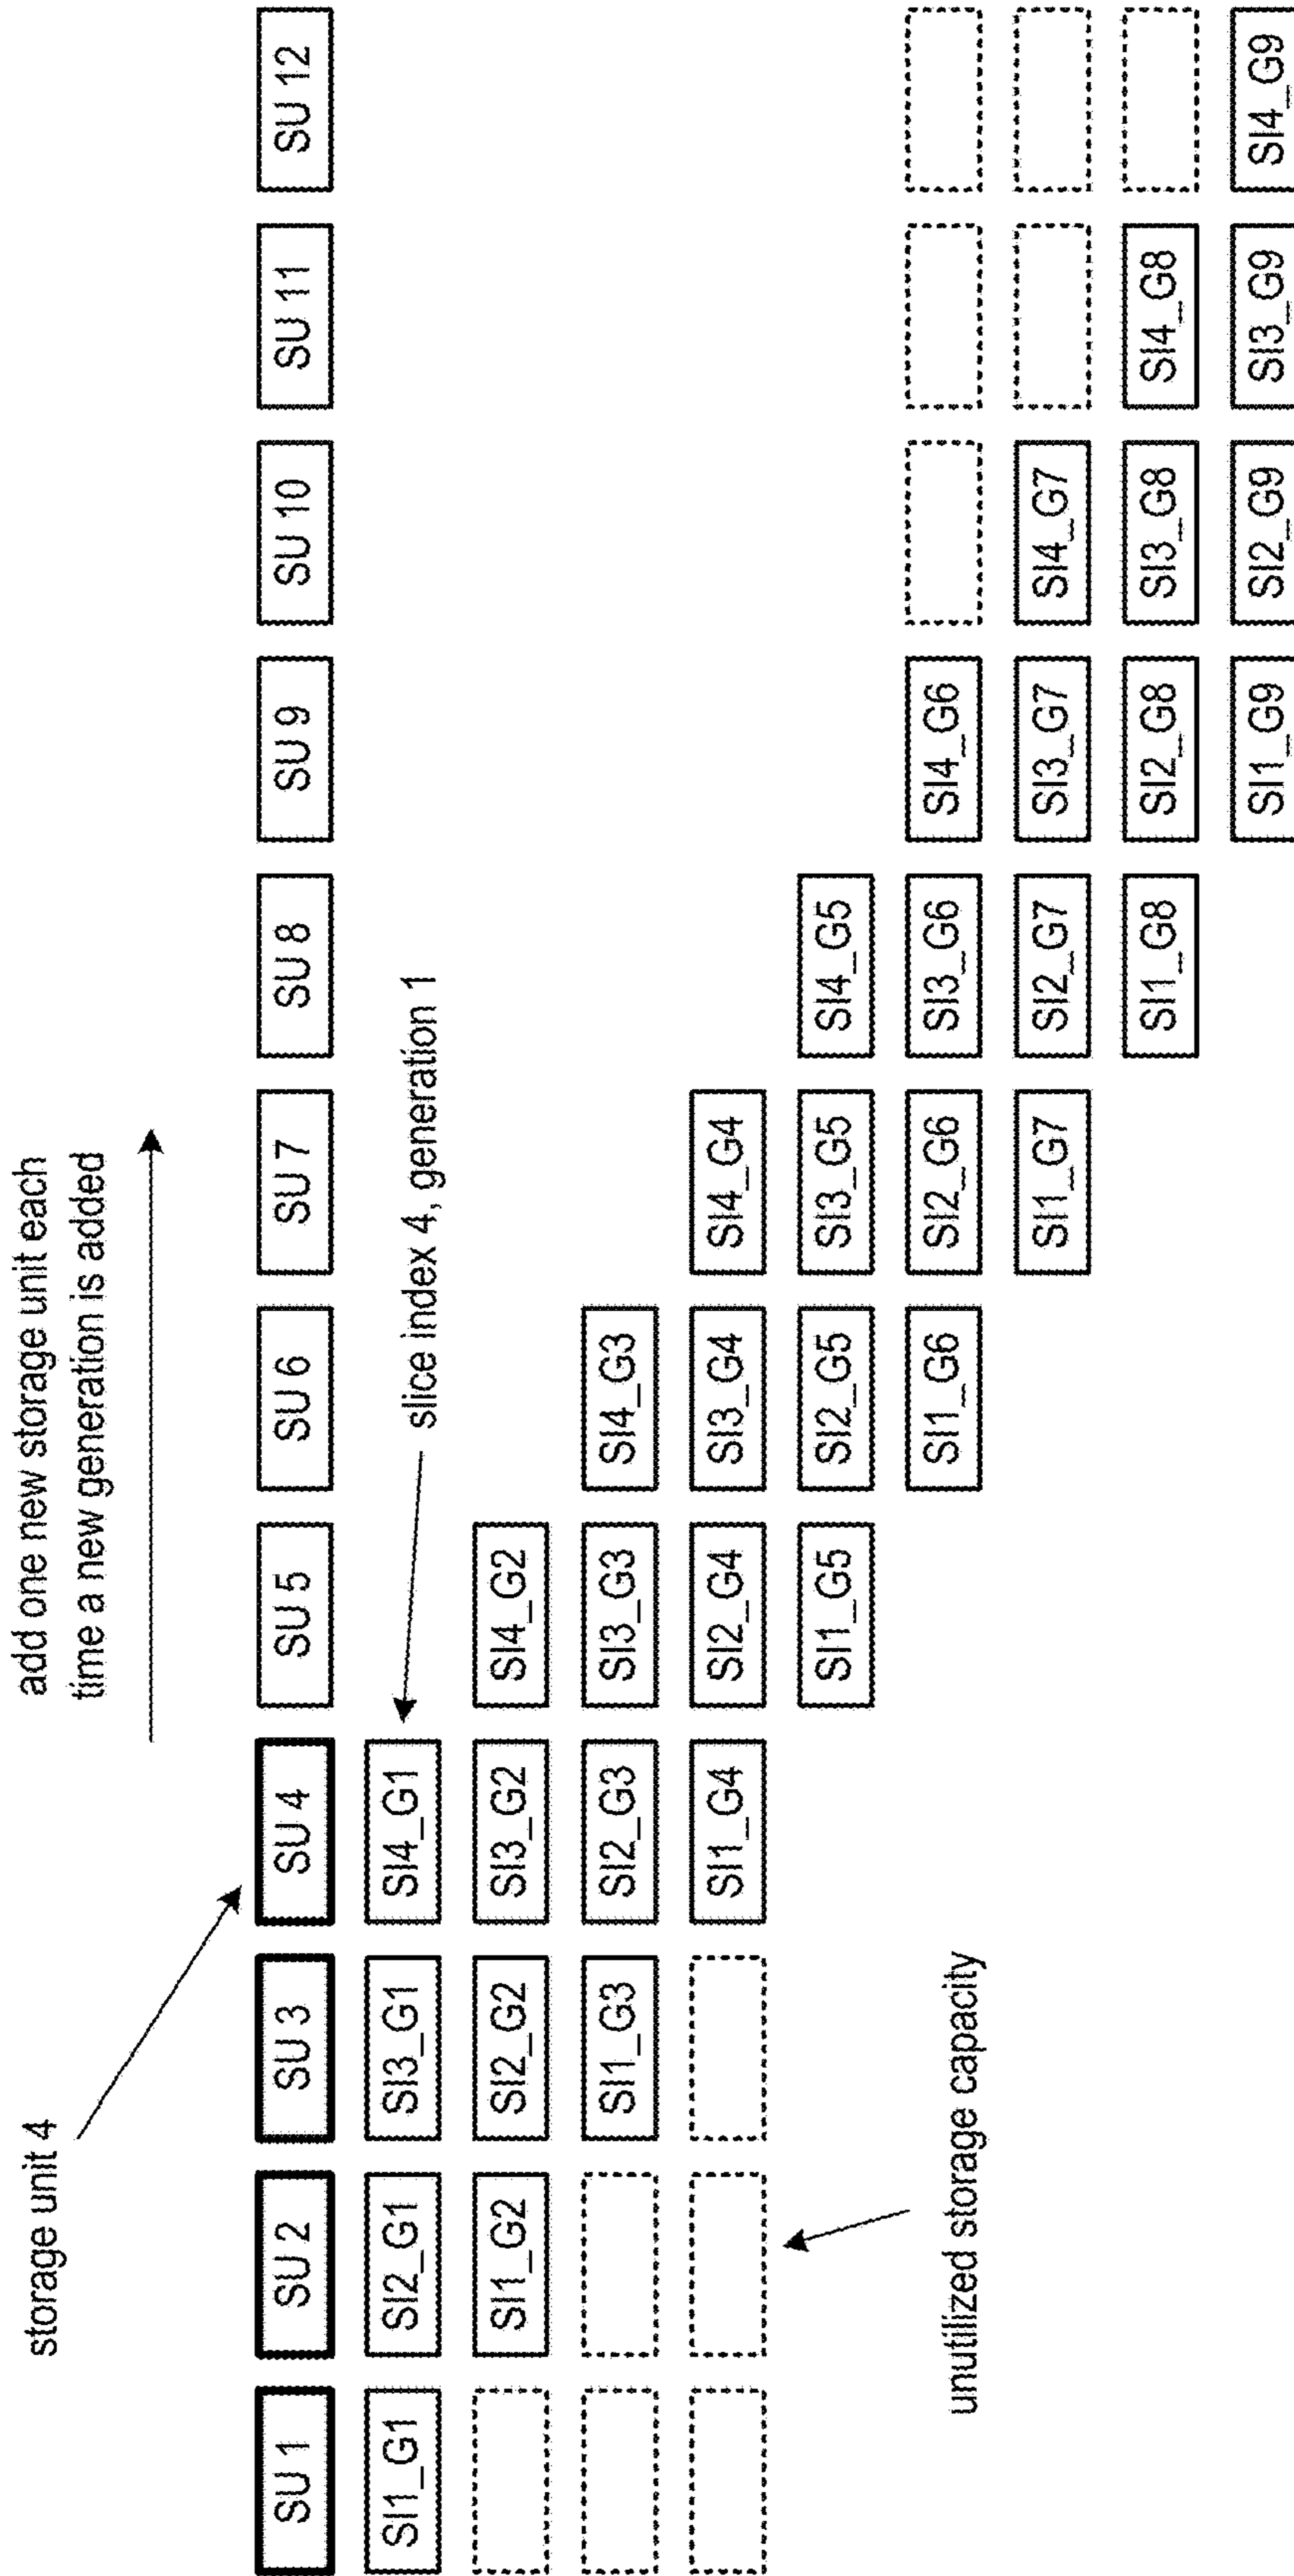 add one new storage unit each
time a new generation is added
storage unit 4
SU 1
SU 2
SU 3
SU 4
SU 5
SU 6
SU 7
SU 8
SU 9
SU 10
SU 11
SU 12
SI1_G1
SI2_G1
SI3_G1
SI4_G1
slice index 4, generation 1
SI1_G2
SI2_G2
SI3_G2
SI4_G2
SI1_G3
SI2_G3
SI3_G3
SI4_G3
SI1_G4
SI2_G4
SI3_G4
SI4_G4
SI1_G5
SI2_G5
SI3_G5
SI4_G5
SI1_G6
SI2_G6
SI3_G6
SI4_G6
unutilized storage capacity
SI1_G7
SI2_G7
SI3_G7
SI4_G7
SI1_G8
SI2_G8
SI3_G8
SI4_G8
SI1_G9
SI2_G9
SI3_G9
SI4_G9